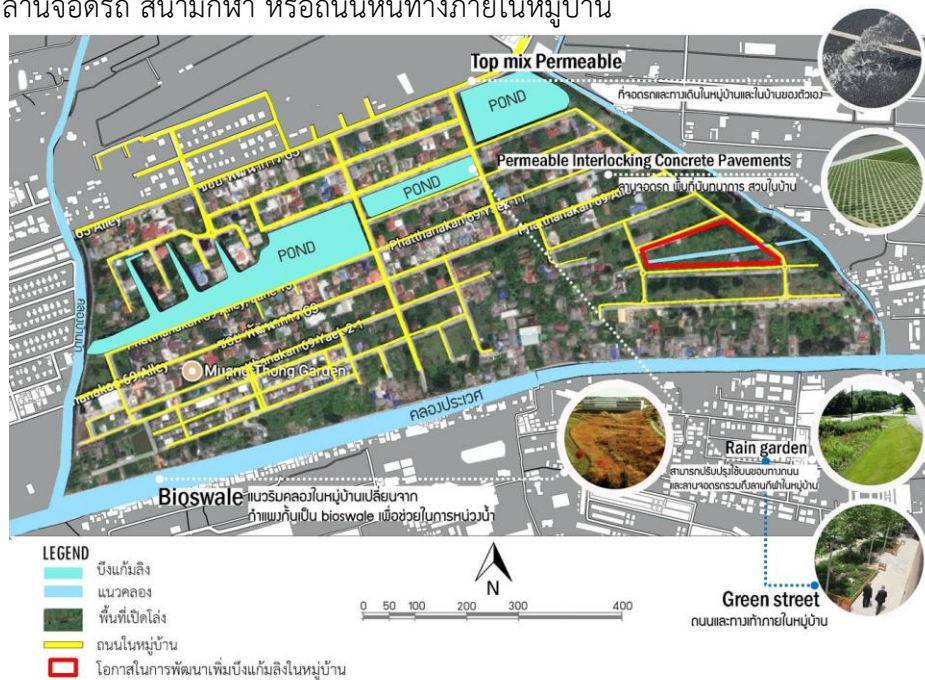 ลานจอดรถ สนามกีฬา หรือถนนหนทางภายในหมู่บ้าน
Top mix Permeable
ที่จอดรถและทางเดินในหมู่บ้านและในบ้านของตัวเอง
POND
Permeable Interlocking Concrete Pavements
ลานจอดรถ พื้นที่นันทนาการ สวนในบ้าน
POND
POND
65 Alley
Phatthanakan 69 Alley
คลองประเวศ
Muang Thong Garden
Bioswale แนวริมคลองในหมู่บ้านเปลี่ยนจาก
กำแพงกั้นเป็น bioswale เพื่อช่วยในการหน่วงน้ำ
Rain garden
สามารถปรับปรุงใช้บนขอบทางถนน
และลานจอดรถรวมถึงลานกีฬาในหมู่บ้าน
Green street
ถนนและทางเท้าภายในหมู่บ้าน
LEGEND
บึงแก้มลิง
แนวคลอง
พื้นที่เปิดโล่ง
ถนนในหมู่บ้าน
โอกาสในการพัฒนาเพิ่มบึงแก้มลิงในหมู่บ้าน
N
0 50 100 200 300 400